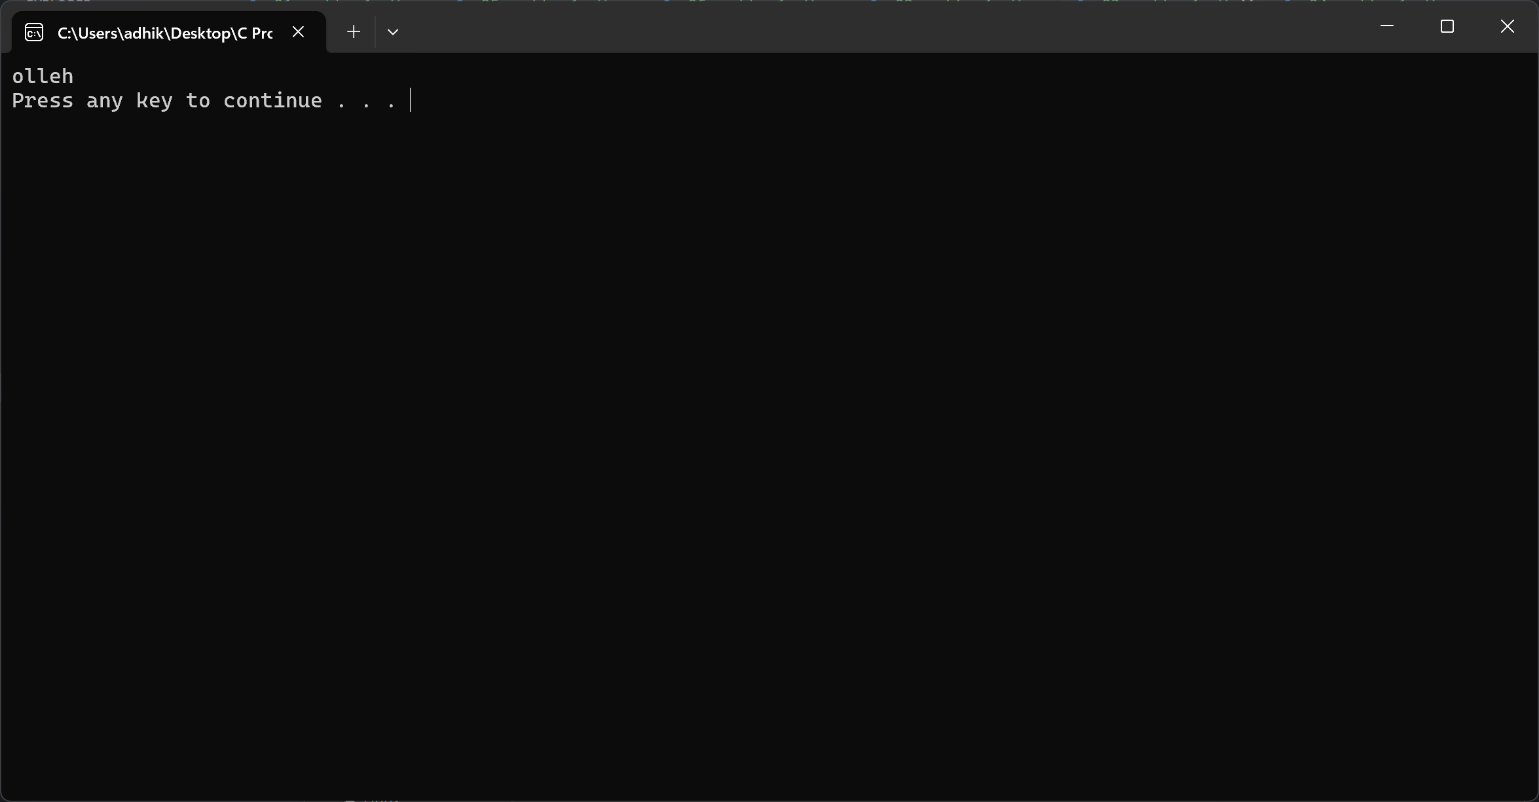 C:\Users\adhik\Desktop\C Prc
olleh
Press any key to continue . . .